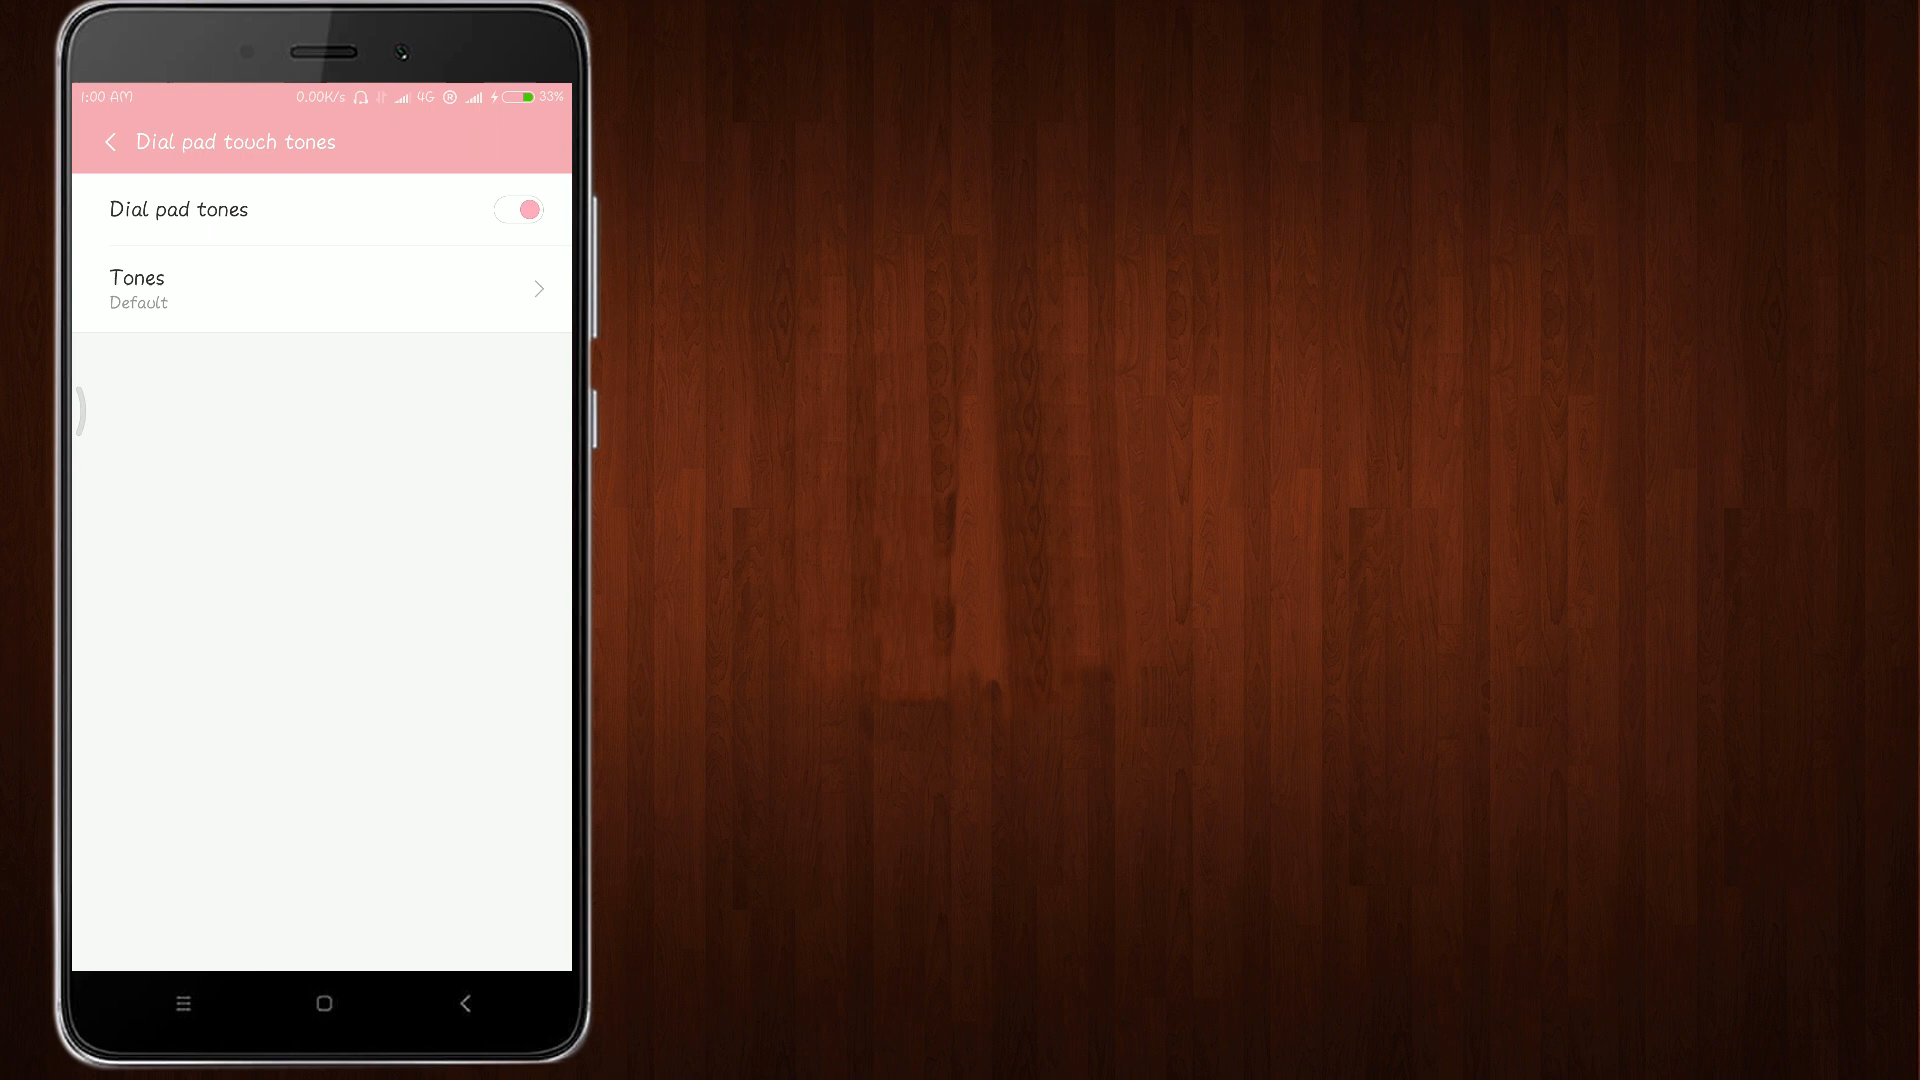 1:00 AM 0.00K/s 4G R 33%
Dial pad touch tones
Dial pad tones
Tones
Default